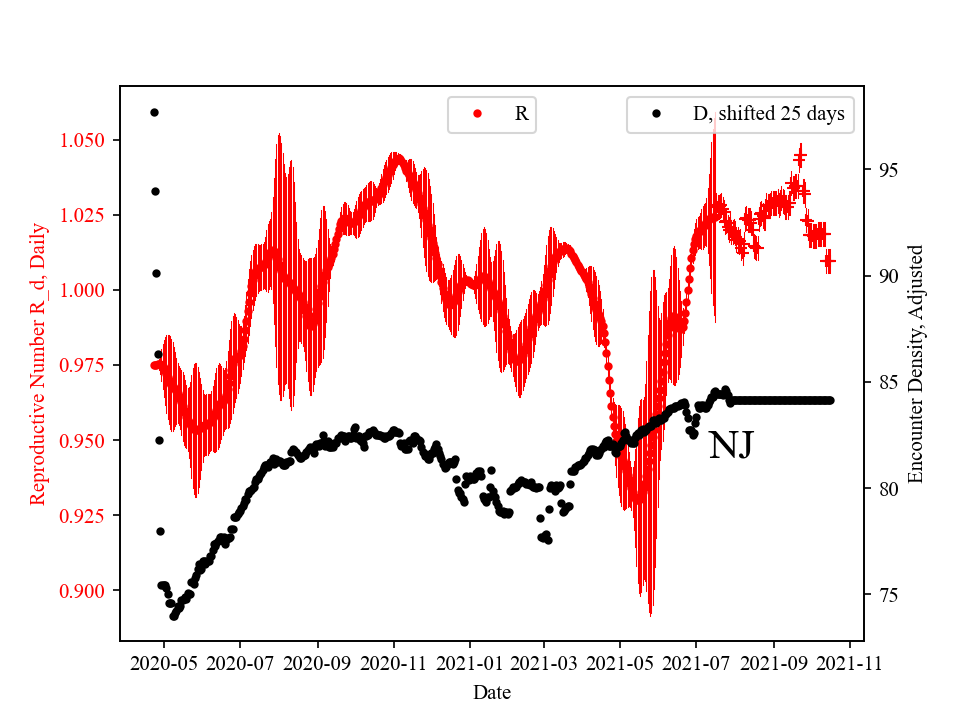 R
D, shifted 25 days
1.050
1.025
1.000
0.975
0.950
0.925
0.900
Reproductive Number R_d, Daily
95
90
85
80
75
Encounter Density, Adjusted
NJ
2020-05 2020-07 2020-09 2020-11 2021-01 2021-03 2021-05 2021-07 2021-09 2021-11
Date